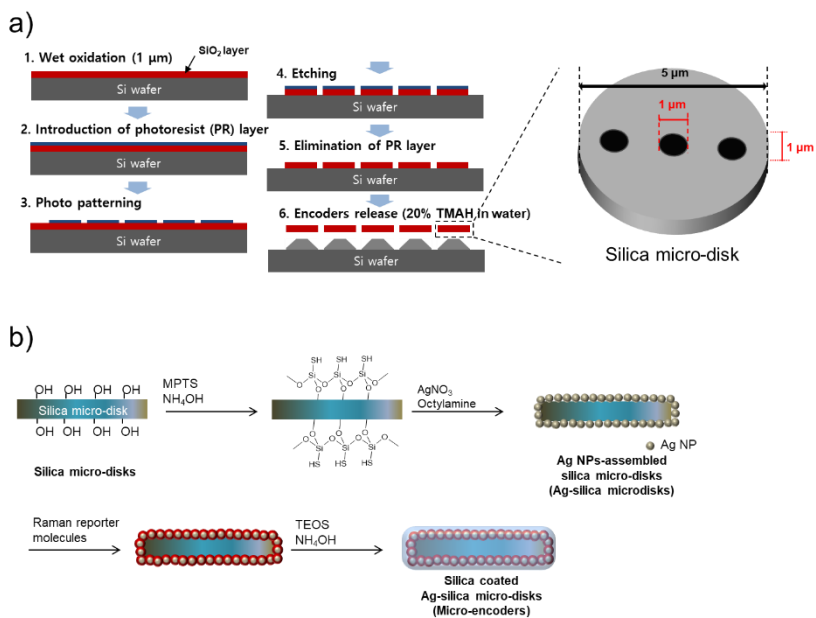 a)
1. Wet oxidation (1 μm)
SiO₂ layer
Si wafer
2. Introduction of photoresist (PR) layer
Si wafer
3. Photo patterning
Si wafer
4. Etching
Si wafer
5. Elimination of PR layer
Si wafer
6. Encoders release (20% TMAH in water)
Si wafer
5 μm
1 μm
1 μm
Silica micro-disk
b)
OH OH OH OH
Silica micro-disk
OH OH OH OH
Silica micro-disks
MPTS
NH₄OH
SH SH SH
Si Si Si
O O O O
O O O
O O O
O O O O
Si Si Si
HS HS HS
AgNO₃
Octylamine
Ag NP
Ag NPs-assembled
silica micro-disks
(Ag-silica microdisks)
Raman reporter
molecules
TEOS
NH₄OH
Silica coated
Ag-silica micro-disks
(Micro-encoders)